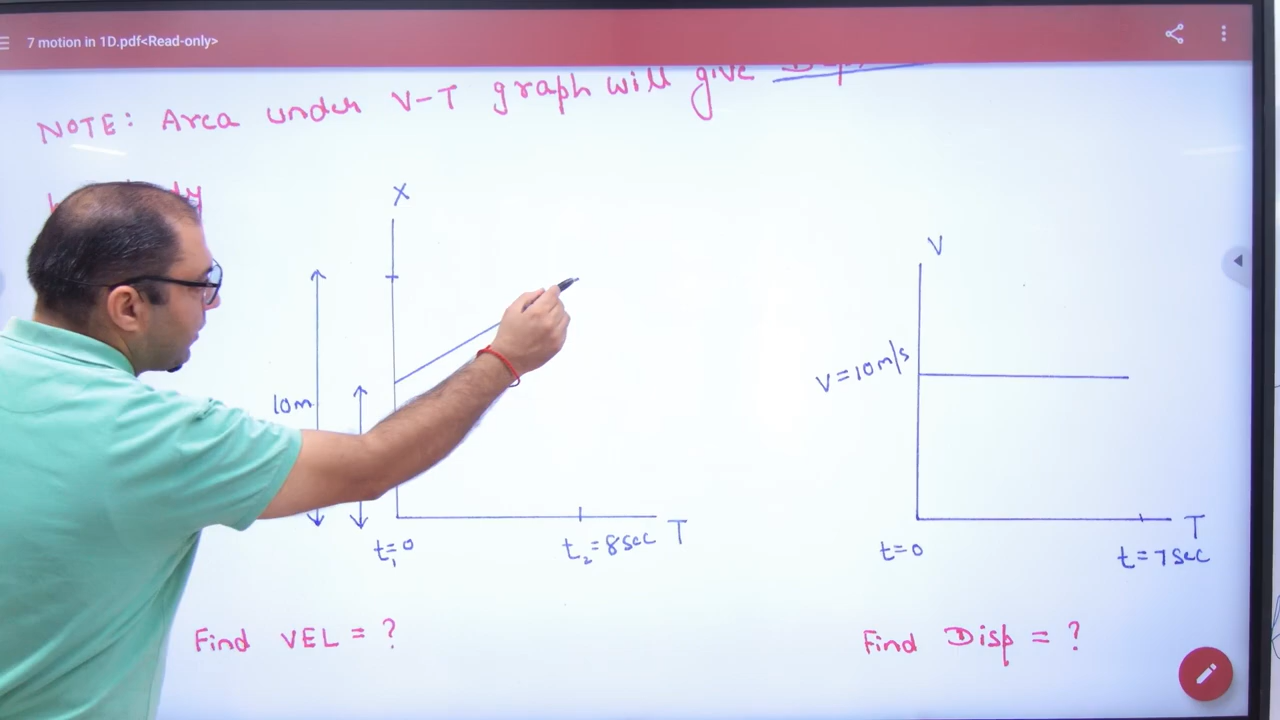 7 motion in 1D.pdf<Read-only>
NOTE: Area under V-T graph will give
X
10m
t₁=0
t₂=8sec T
Find VEL = ?
V
V=10m/s
t=0
T
t=7sec
Find Disp = ?